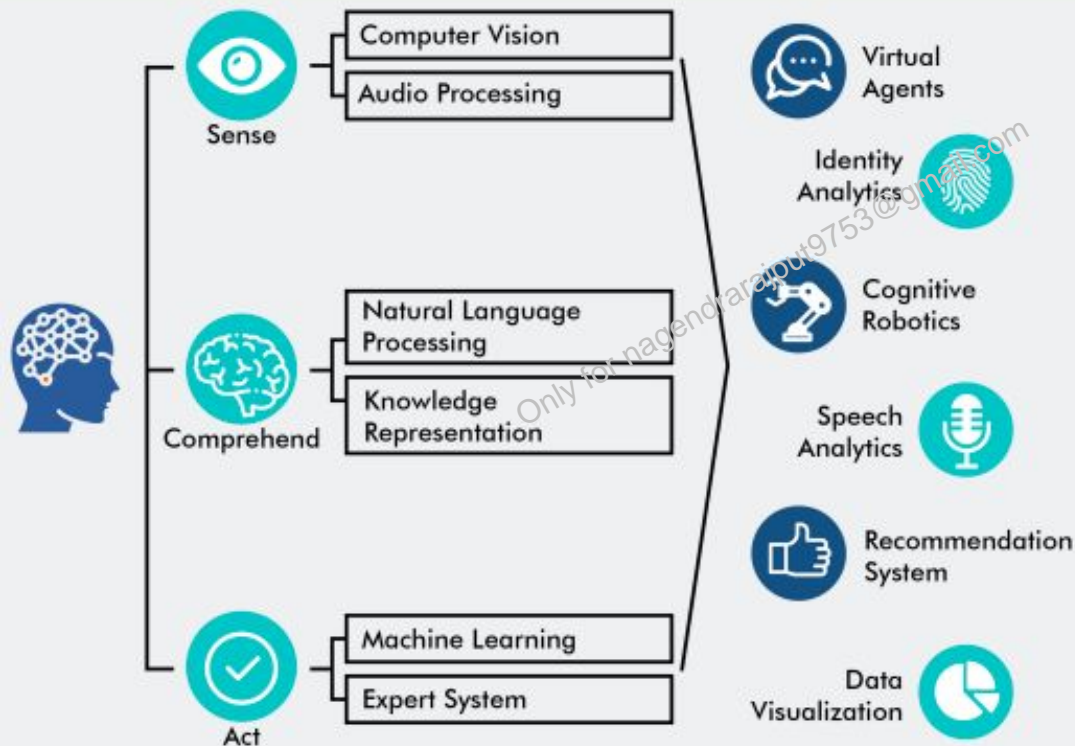 Computer Vision
Audio Processing
Sense
Natural Language
Processing
Knowledge
Representation
Comprehend
Machine Learning
Expert System
Act
Virtual
Agents
Identity
Analytics
Cognitive
Robotics
Speech
Analytics
Recommendation
System
Data
Visualization
Only for nagendrarajput9753@gmail.com